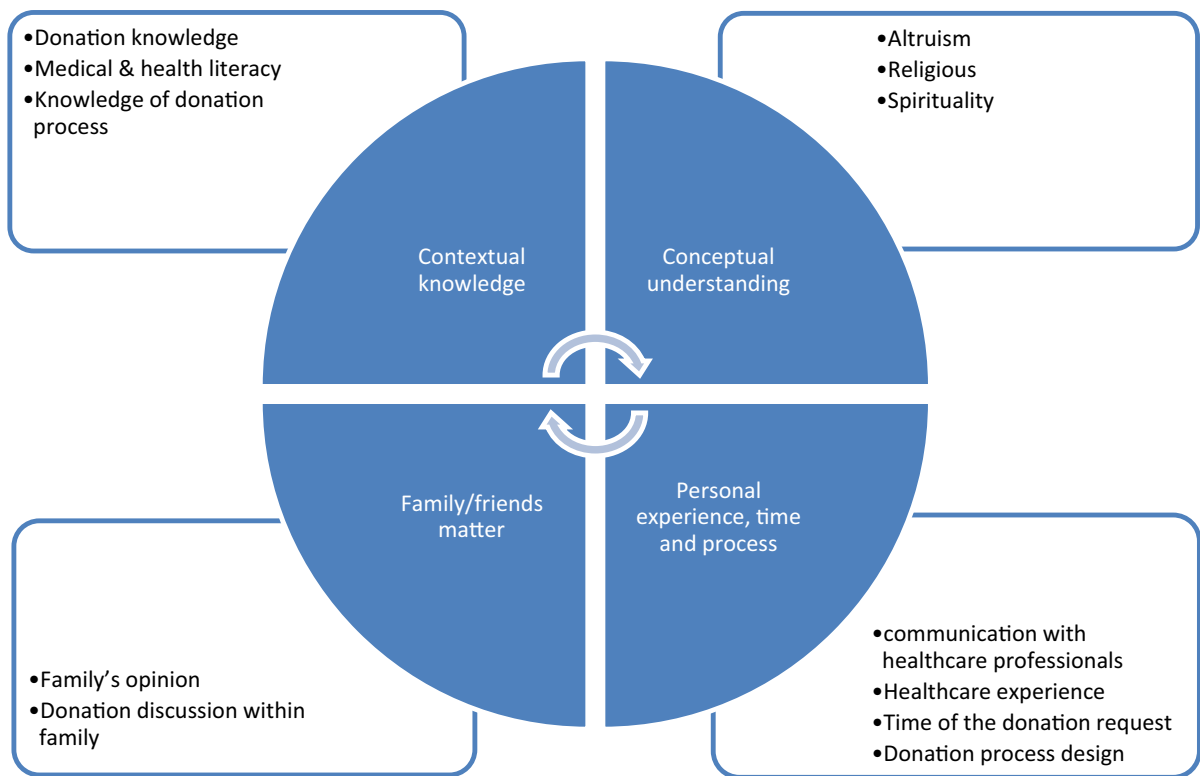 •Donation knowledge
•Medical & health literacy
•Knowledge of donation
process
•Altruism
•Religious
•Spirituality
Contextual
knowledge
Conceptual
understanding
Family/friends
matter
Personal
experience, time
and process
•Family's opinion
•Donation discussion within
family
•communication with
healthcare professionals
•Healthcare experience
•Time of the donation request
•Donation process design